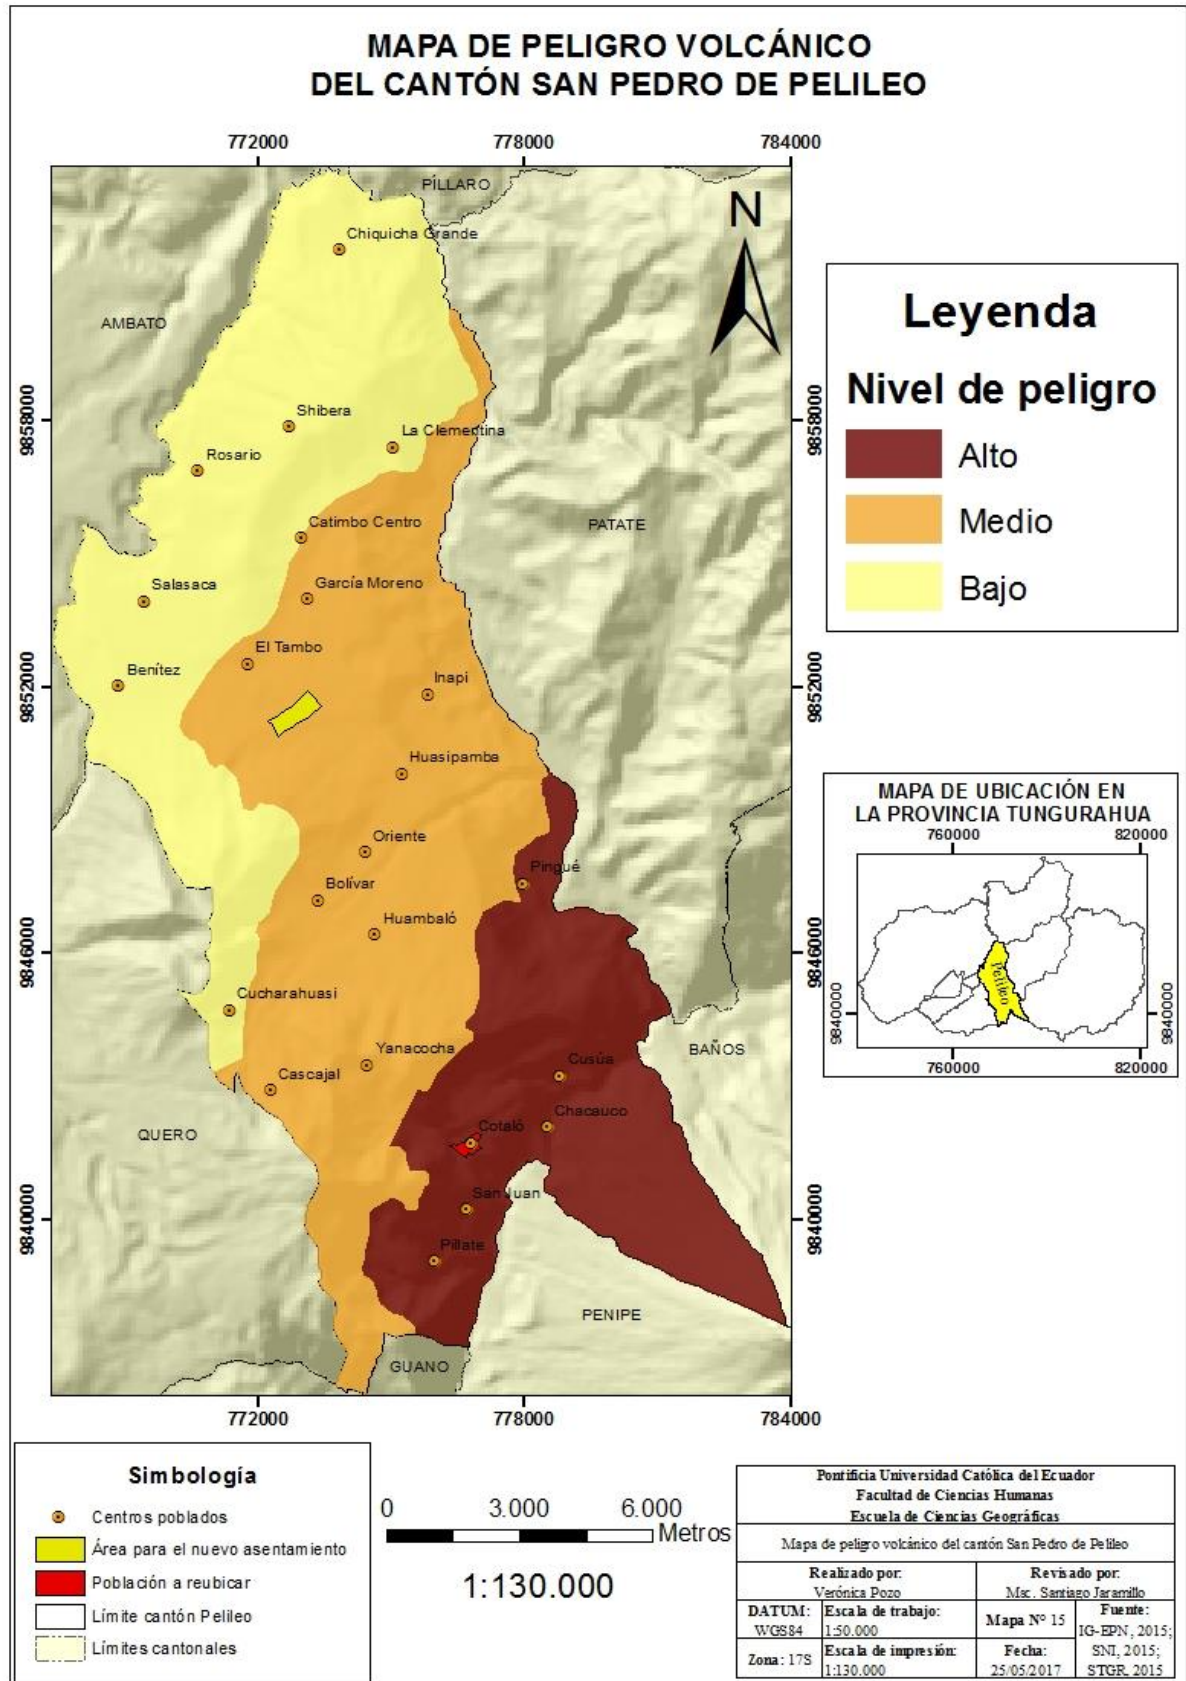 MAPA DE PELIGRO VOLCÁNICO
DEL CANTÓN SAN PEDRO DE PELILEO
772000
778000
784000
PÍLLARO
N
Chiquicha Grande
AMBATO
9858000
9858000
Shibera
La Clementina
Rosario
Catimbo Centro
PATATE
García Moreno
Salasaca
El Tambo
Benítez
Inapi
9852000
9852000
Huasipamba
Oriente
Pingué
Bolívar
Huambaló
9846000
9846000
Cucharahuasi
Yanacocha
BAÑOS
Cusúa
Cascajal
Chacauco
QUERO
Cotaló
San Juan
9840000
9840000
Pillate
PENIPE
GUANO
772000
778000
784000
Leyenda
Nivel de peligro
Alto
Medio
Bajo
MAPA DE UBICACIÓN EN
LA PROVINCIA TUNGURAHUA
760000
820000
Pelileo
9840000
9840000
760000
820000
Simbología
Centros poblados
Área para el nuevo asentamiento
Población a reubicar
Límite cantón Pelileo
Límites cantonales
0
3.000
6.000
Metros
1:130.000
Pontificia Universidad Católica del Ecuador
Facultad de Ciencias Humanas
Escuela de Ciencias Geográficas
Mapa de peligro volcánico del cantón San Pedro de Pelileo
Realizado por:
Verónica Pozo
Revisado por:
Msc. Santiago Jaramillo
DATUM:
WGS84
Escala de trabajo:
1:50.000
Mapa N° 15
Fuente:
IG-EPN, 2015;
SNI, 2015;
STGR, 2015
Zona: 17S
Escala de impresión:
1:130.000
Fecha:
25/05/2017